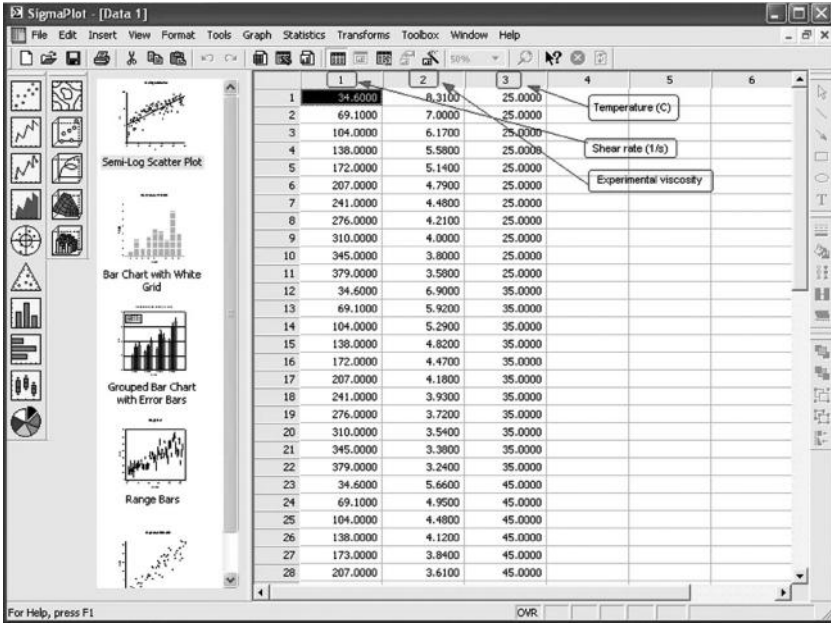 SigmaPlot - [Data 1]
File Edit Insert View Format Tools Graph Statistics Transforms Toolbox Window Help
50%
1 2 3 4 5 6
1 34.6000 8.3100 25.0000
2 69.1000 7.0000 25.0000
3 104.0000 6.1700 25.0000
4 138.0000 5.5800 25.0000
5 172.0000 5.1400 25.0000
6 207.0000 4.7900 25.0000
7 241.0000 4.4800 25.0000
8 276.0000 4.2100 25.0000
9 310.0000 4.0000 25.0000
10 345.0000 3.8000 25.0000
11 379.0000 3.5800 25.0000
12 34.6000 6.9000 35.0000
13 69.1000 5.9200 35.0000
14 104.0000 5.2900 35.0000
15 138.0000 4.8200 35.0000
16 172.0000 4.4700 35.0000
17 207.0000 4.1800 35.0000
18 241.0000 3.9300 35.0000
19 276.0000 3.7200 35.0000
20 310.0000 3.5400 35.0000
21 345.0000 3.3800 35.0000
22 379.0000 3.2400 35.0000
23 34.6000 5.6600 45.0000
24 69.1000 4.9500 45.0000
25 104.0000 4.4800 45.0000
26 138.0000 4.1200 45.0000
27 173.0000 3.8400 45.0000
28 207.0000 3.6100 45.0000
Temperature (C)
Shear rate (1/s)
Experimental viscosity
Semi-Log Scatter Plot
Bar Chart with White
Grid
Grouped Bar Chart
with Error Bars
Range Bars
T
For Help, press F1
OVR